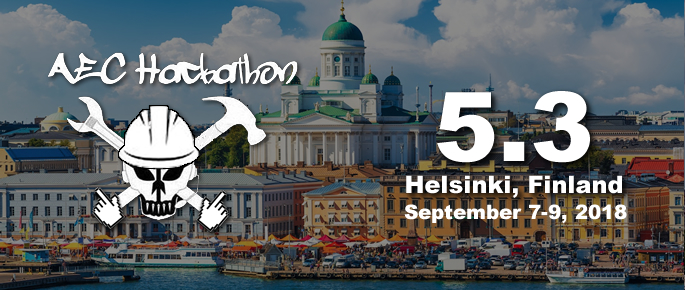 AEC Hackathon
5.3
Helsinki, Finland
September 7-9, 2018